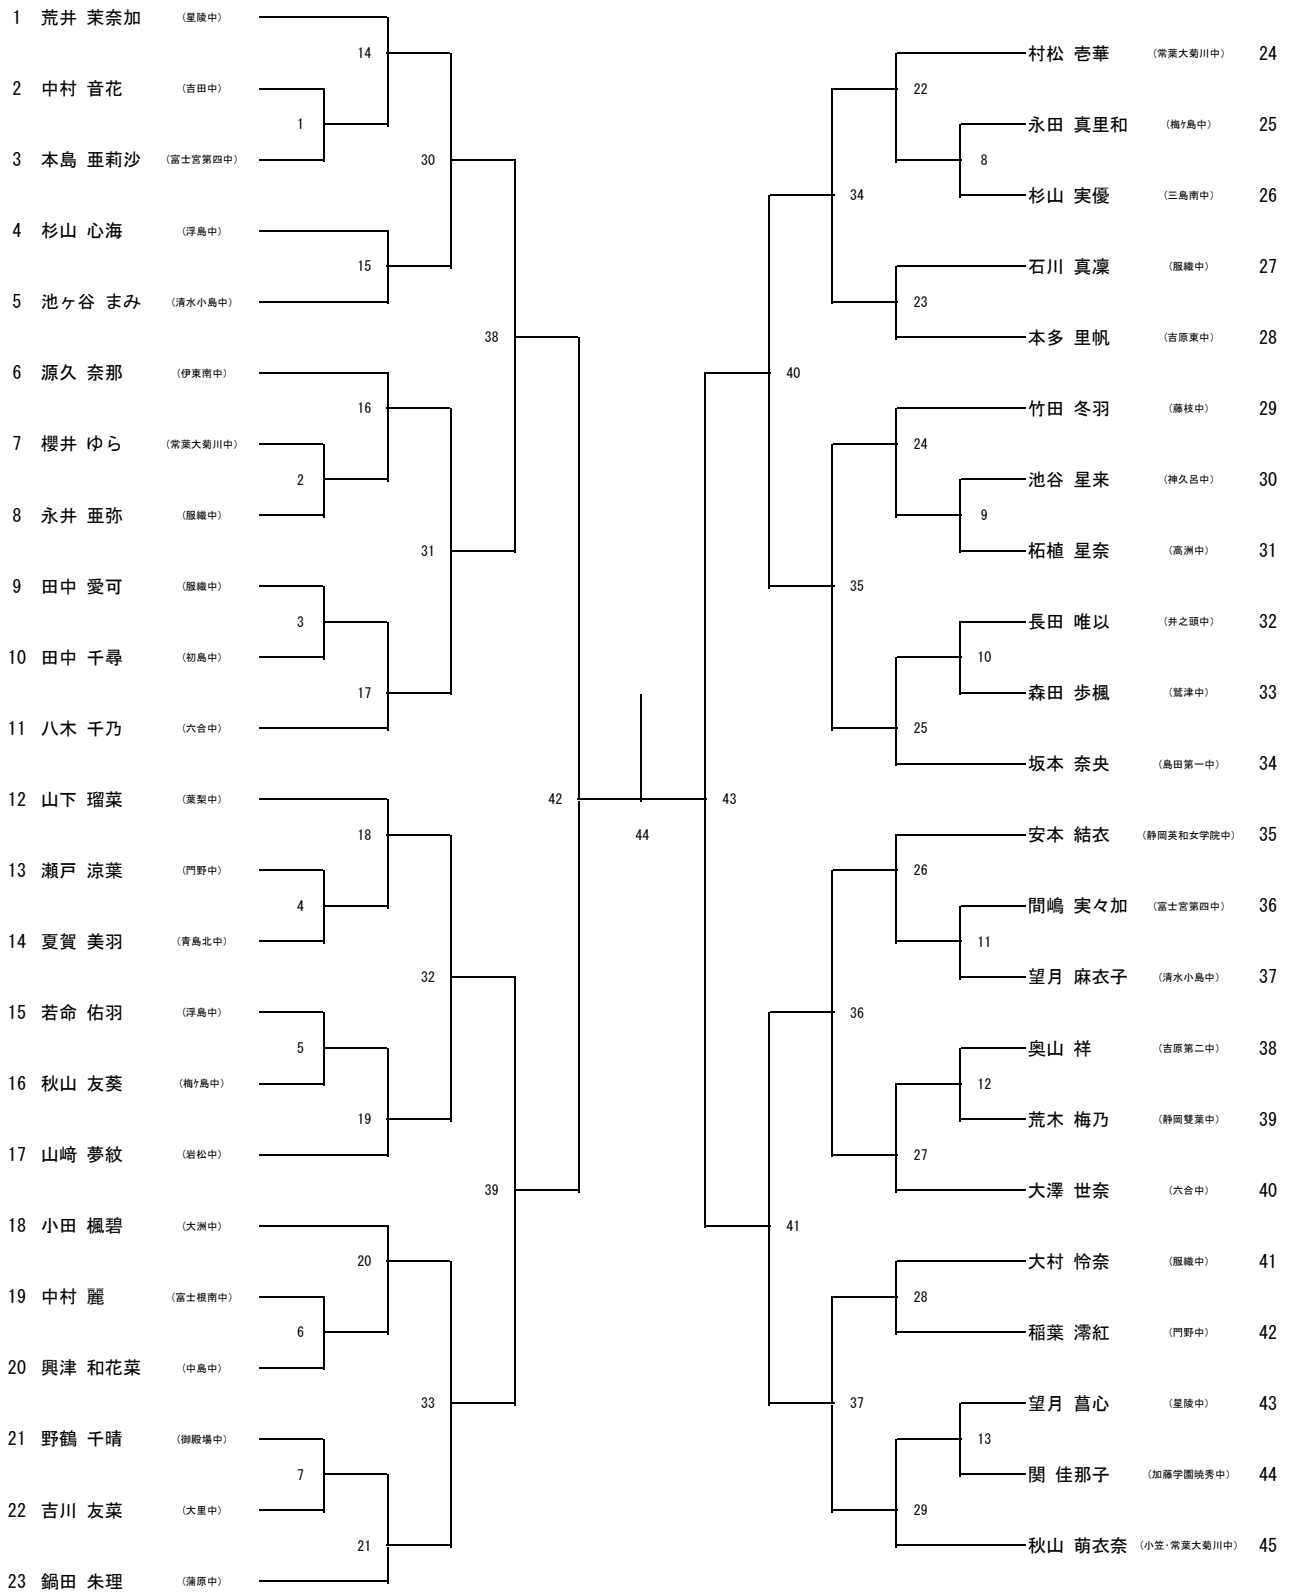 1 荒井 茉奈加 (星陵中)
14
2 中村 音花 (吉田中)
1
3 本島 亜莉沙 (富士宮第四中)
30
4 杉山 心海 (浮島中)
15
5 池ヶ谷 まみ (清水小島中)
38
6 源久 奈那 (伊東南中)
16
7 櫻井 ゆら (常葉大菊川中)
2
8 永井 亜弥 (服織中)
31
9 田中 愛可 (服織中)
3
10 田中 千尋 (初島中)
17
11 八木 千乃 (六合中)
12 山下 瑠菜 (葉梨中)
42
18
13 瀬戸 涼葉 (門野中)
4
14 夏賀 美羽 (青島北中)
32
15 若命 佑羽 (浮島中)
5
16 秋山 友葵 (梅ケ島中)
19
17 山﨑 夢紋 (岩松中)
39
18 小田 楓碧 (大洲中)
20
19 中村 麗 (富士根南中)
6
20 興津 和花菜 (中島中)
33
21 野鶴 千晴 (御殿場中)
7
22 吉川 友菜 (大里中)
21
23 鍋田 朱理 (蒲原中)
44
村松 壱華 (常葉大菊川中) 24
22
永田 真里和 (梅ケ島中) 25
8
34
杉山 実優 (三島南中) 26
石川 真凜 (服織中) 27
23
本多 里帆 (吉原東中) 28
40
竹田 冬羽 (藤枝中) 29
24
池谷 星来 (神久呂中) 30
9
柘植 星奈 (高洲中) 31
35
長田 唯以 (井之頭中) 32
10
森田 歩楓 (鷲津中) 33
25
坂本 奈央 (島田第一中) 34
43
安本 結衣 (静岡英和女学院中) 35
26
間嶋 実々加 (富士宮第四中) 36
11
望月 麻衣子 (清水小島中) 37
36
奥山 祥 (吉原第二中) 38
12
荒木 梅乃 (静岡雙葉中) 39
27
大澤 世奈 (六合中) 40
41
大村 怜奈 (服織中) 41
28
稲葉 澪紅 (門野中) 42
37
望月 菖心 (星陵中) 43
13
関 佳那子 (加藤学園暁秀中) 44
29
秋山 萌衣奈 (小笠・常葉大菊川中) 45